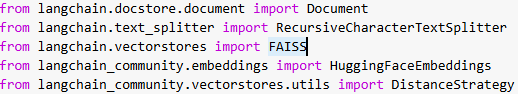 from langchain.docstore.document import Document
from langchain.text_splitter import RecursiveCharacterTextSplitter
from langchain.vectorstores import FAISS
from langchain_community.embeddings import HuggingFaceEmbeddings
from langchain_community.vectorstores.utils import DistanceStrategy